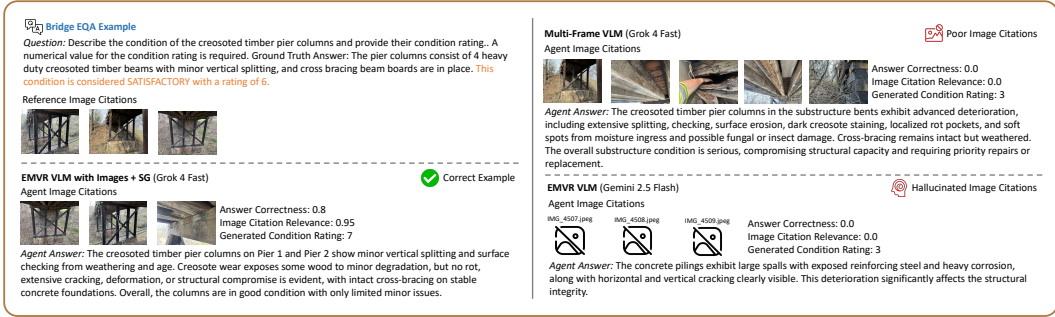 Bridge EQA Example
Question: Describe the condition of the creosoted timber pier columns and provide their condition rating.. A
numerical value for the condition rating is required. Ground Truth Answer: The pier columns consist of 4 heavy
duty creosoted timber beams with minor vertical splitting, and cross bracing beam boards are in place. This
condition is considered SATISFACTORY with a rating of 6.
Reference Image Citations
EMVR VLM with Images + SG (Grok 4 Fast)
Correct Example
Agent Image Citations
Answer Correctness: 0.8
Image Citation Relevance: 0.95
Generated Condition Rating: 7
Agent Answer: The creosoted timber pier columns on Pier 1 and Pier 2 show minor vertical splitting and surface
checking from weathering and age. Creosote wear exposes some wood to minor degradation, but no rot,
extensive cracking, deformation, or structural compromise is evident, with intact cross-bracing on stable
concrete foundations. Overall, the columns are in good condition with only limited minor issues.
Multi-Frame VLM (Grok 4 Fast)
Poor Image Citations
Agent Image Citations
Answer Correctness: 0.0
Image Citation Relevance: 0.0
Generated Condition Rating: 3
Agent Answer: The creosoted timber pier columns in the substructure bents exhibit advanced deterioration,
including extensive splitting, checking, surface erosion, dark creosote staining, localized rot pockets, and soft
spots from moisture ingress and possible fungal or insect damage. Cross-bracing remains intact but weathered.
The overall substructure condition is serious, compromising structural capacity and requiring priority repairs or
replacement.
EMVR VLM (Gemini 2.5 Flash)
Hallucinated Image Citations
Agent Image Citations
IMG_4507.jpeg
IMG_4508.jpeg
IMG_4509.jpeg
Answer Correctness: 0.0
Image Citation Relevance: 0.0
Generated Condition Rating: 3
Agent Answer: The concrete pilings exhibit large spalls with exposed reinforcing steel and heavy corrosion,
along with horizontal and vertical cracking clearly visible. This deterioration significantly affects the structural
integrity.